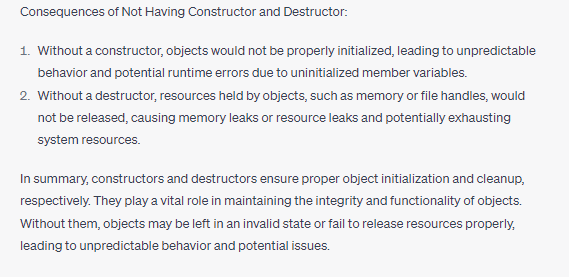 Consequences of Not Having Constructor and Destructor:
1. Without a constructor, objects would not be properly initialized, leading to unpredictable
behavior and potential runtime errors due to uninitialized member variables.
2. Without a destructor, resources held by objects, such as memory or file handles, would
not be released, causing memory leaks or resource leaks and potentially exhausting
system resources.
In summary, constructors and destructors ensure proper object initialization and cleanup,
respectively. They play a vital role in maintaining the integrity and functionality of objects.
Without them, objects may be left in an invalid state or fail to release resources properly,
leading to unpredictable behavior and potential issues.